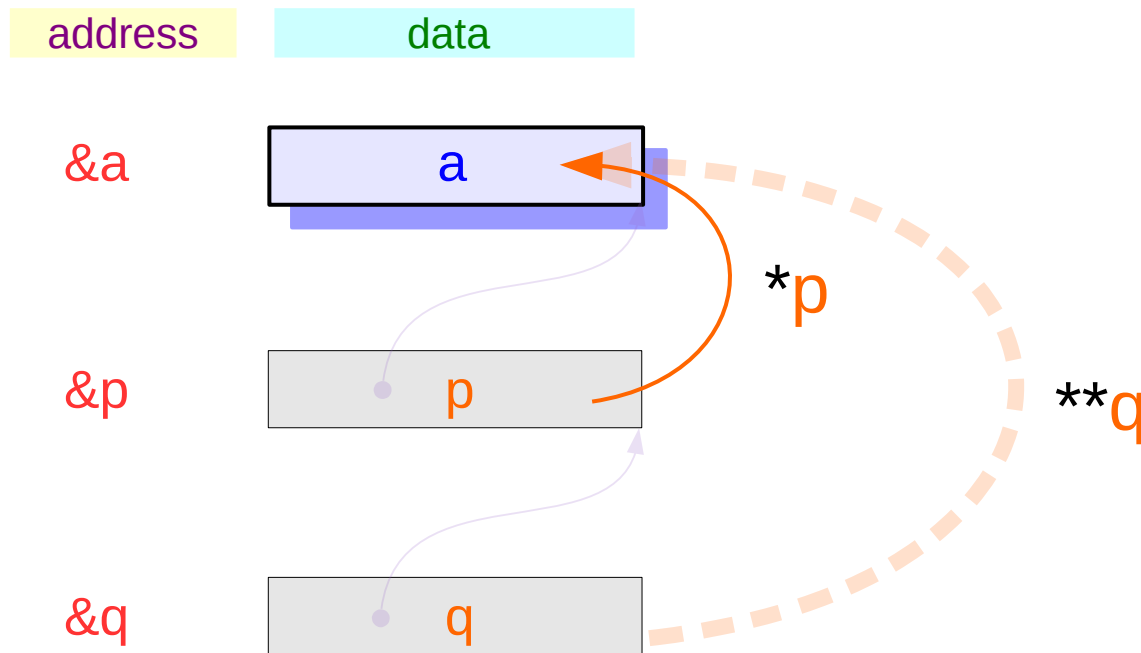 address data
&a a
*p
&p p
**q
&q q